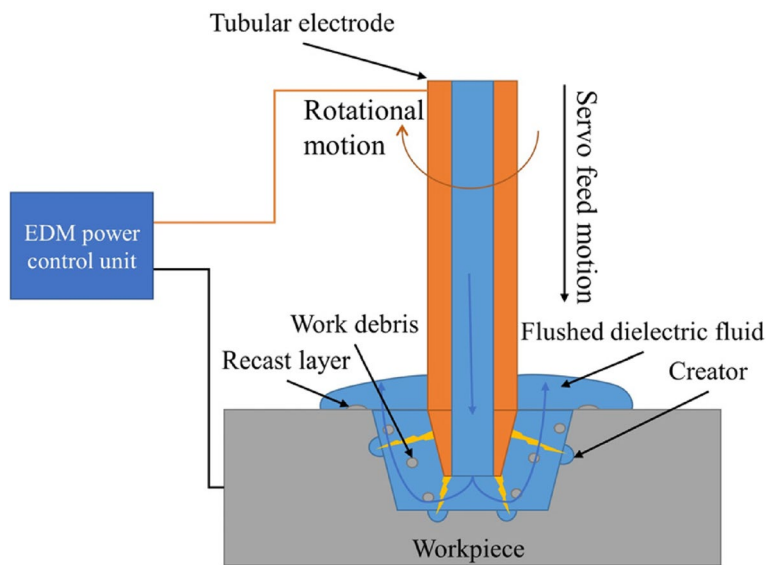 Tubular electrode
Rotational
motion
Servo feed motion
EDM power
control unit
Work debris
Flushed dielectric fluid
Recast layer
Creator
Workpiece